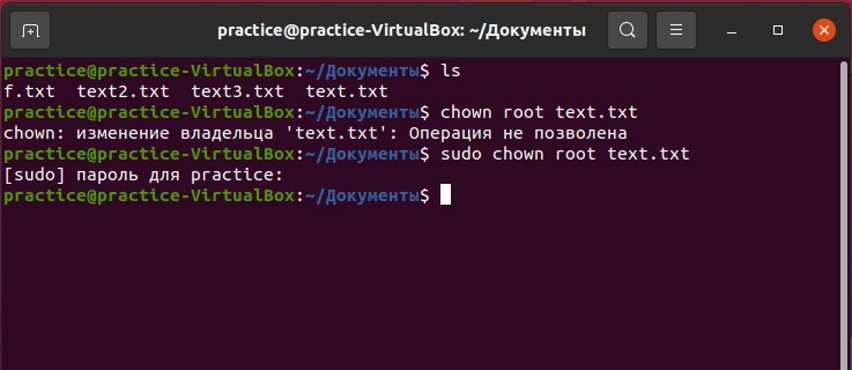 practice@practice-VirtualBox: ~/Документы
practice@practice-VirtualBox:~/Документы$ ls
f.txt  text2.txt  text3.txt  text.txt
practice@practice-VirtualBox:~/Документы$ chown root text.txt
chown: изменение владельца 'text.txt': Операция не позволена
practice@practice-VirtualBox:~/Документы$ sudo chown root text.txt
[sudo] пароль для practice:
practice@practice-VirtualBox:~/Документы$